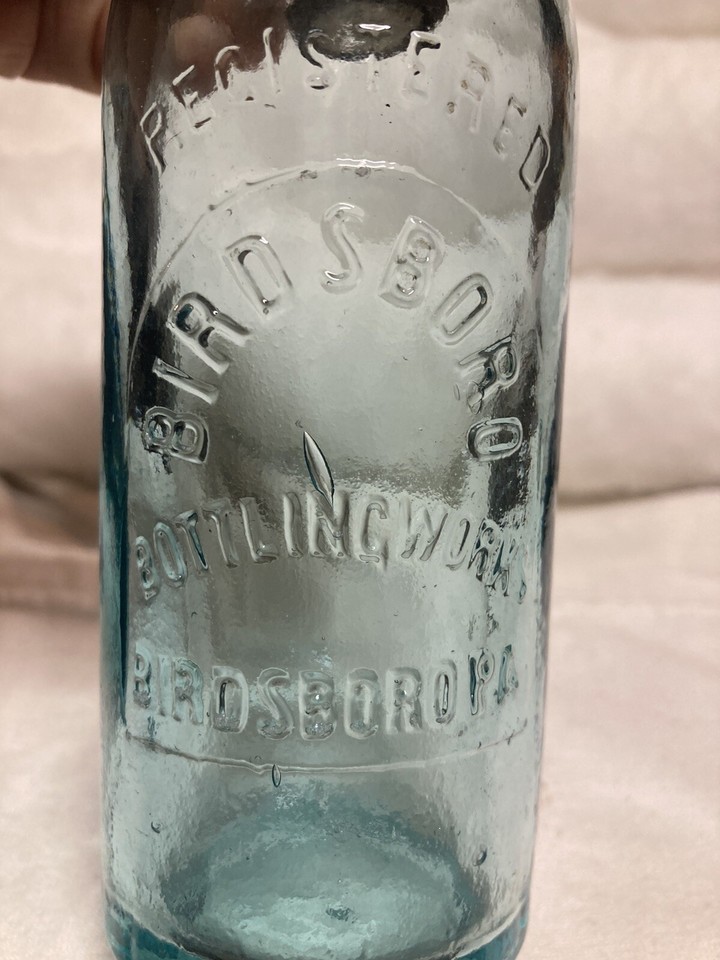 REGISTERED
BIRDSBORO
BOTTLING WORKS
BIRDSBORO PA